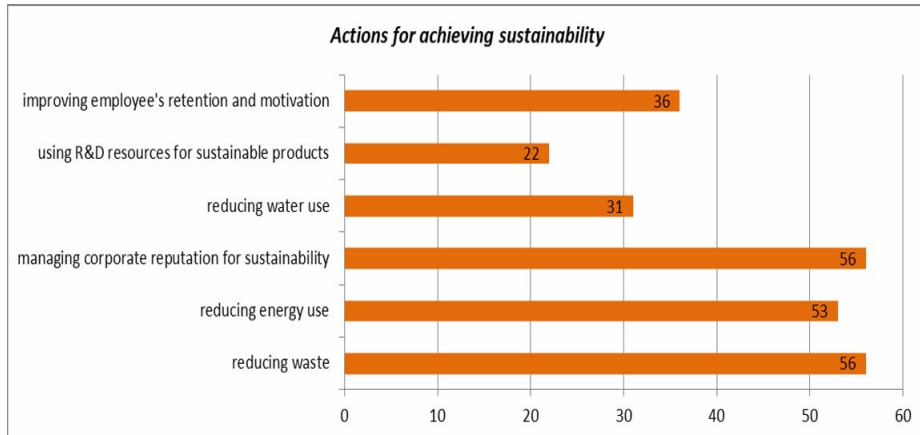 Actions for achieving sustainability
improving employee's retention and motivation
36
using R&D resources for sustainable products
22
reducing water use
31
managing corporate reputation for sustainability
56
reducing energy use
53
reducing waste
56
0 10 20 30 40 50 60